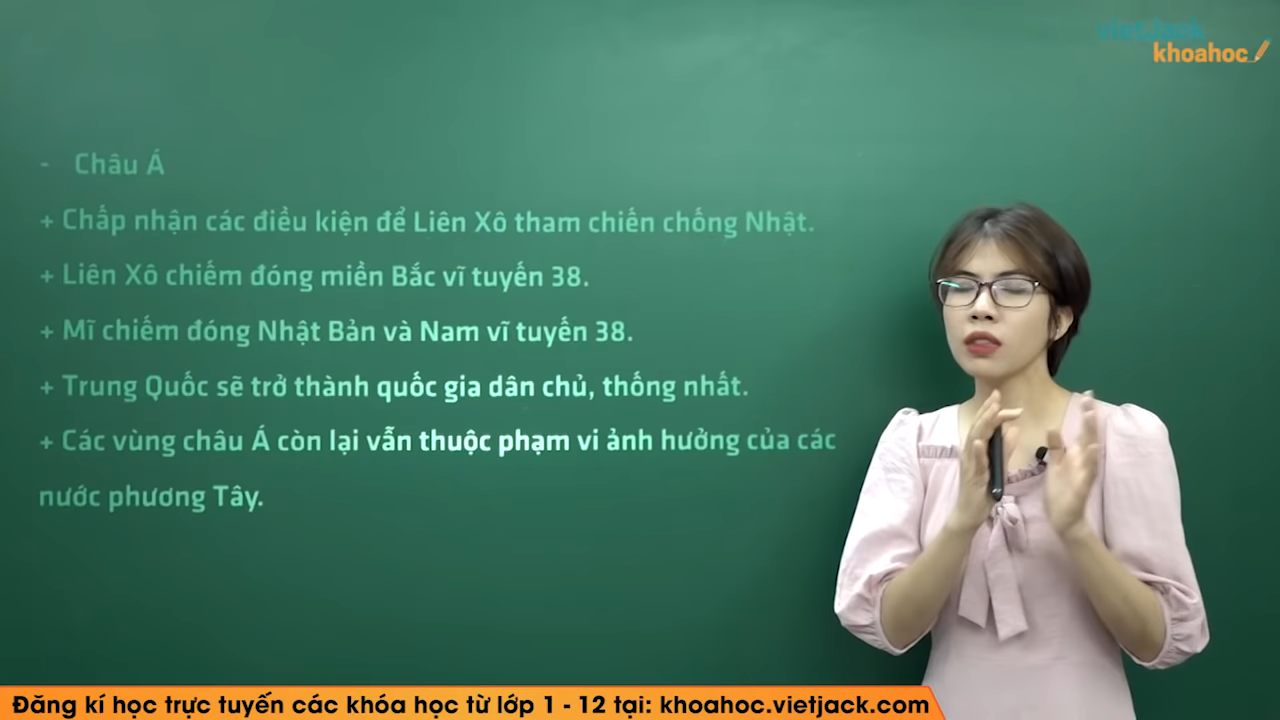 vietJack
khoahoc
- Châu Á
+ Chấp nhận các điều kiện để Liên Xô tham chiến chống Nhật.
+ Liên Xô chiếm đóng miền Bắc vĩ tuyến 38.
+ Mĩ chiếm đóng Nhật Bản và Nam vĩ tuyến 38.
+ Trung Quốc sẽ trở thành quốc gia dân chủ, thống nhất.
+ Các vùng châu Á còn lại vẫn thuộc phạm vi ảnh hưởng của các
nước phương Tây.
Đăng kí học trực tuyến các khóa học từ lớp 1 - 12 tại: khoahoc.vietjack.com